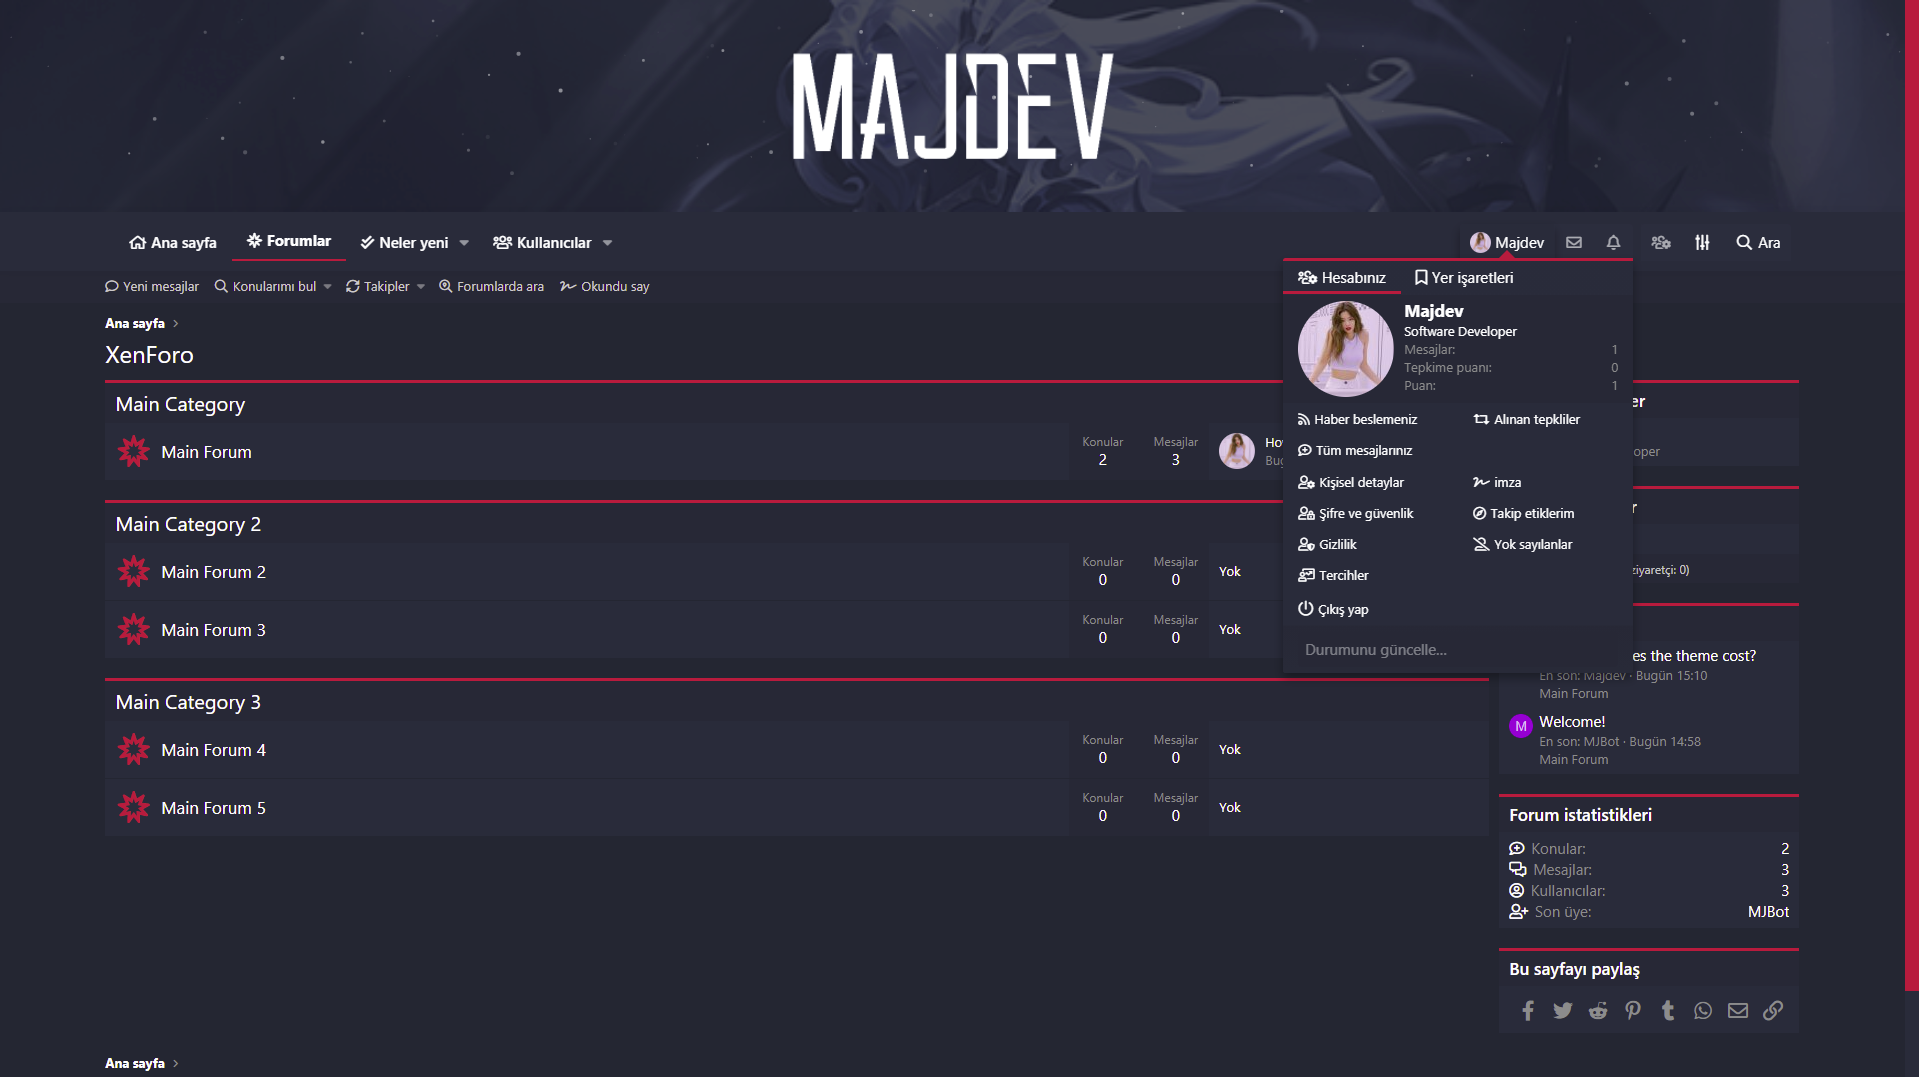 MAJDEV
Ana sayfa
Forumlar
Neler yeni
Kullanıcılar
Majdev
Ara
Yeni mesajlar
Konularımı bul
Takipler
Forumlarda ara
Okundu say
Ana sayfa
XenForo
Hesabınız
Yer işaretleri
Majdev
Software Developer
Mesajlar: 1
Tepkime puanı: 0
Puan: 1
Haber beslemeniz
Alınan tepkliler
Tüm mesajlarınız
Kişisel detaylar
imza
Şifre ve güvenlik
Takip etiklerim
Gizlilik
Yok sayılanlar
Tercihler
Çıkış yap
Durumunu güncelle...
Main Category
Main Forum
Konular
2
Mesajlar
3
Main Category 2
Main Forum 2
Konular
0
Mesajlar
0
Yok
Main Forum 3
Konular
0
Mesajlar
0
Yok
Main Category 3
Main Forum 4
Konular
0
Mesajlar
0
Yok
Main Forum 5
Konular
0
Mesajlar
0
Yok
ziyaretçi: 0)
the theme cost?
En son: Majdev · Bugün 15:10
Main Forum
M
Welcome!
En son: MJBot · Bugün 14:58
Main Forum
Forum istatistikleri
Konular: 2
Mesajlar: 3
Kullanıcılar: 3
Son üye: MJBot
Bu sayfayı paylaş
Ana sayfa